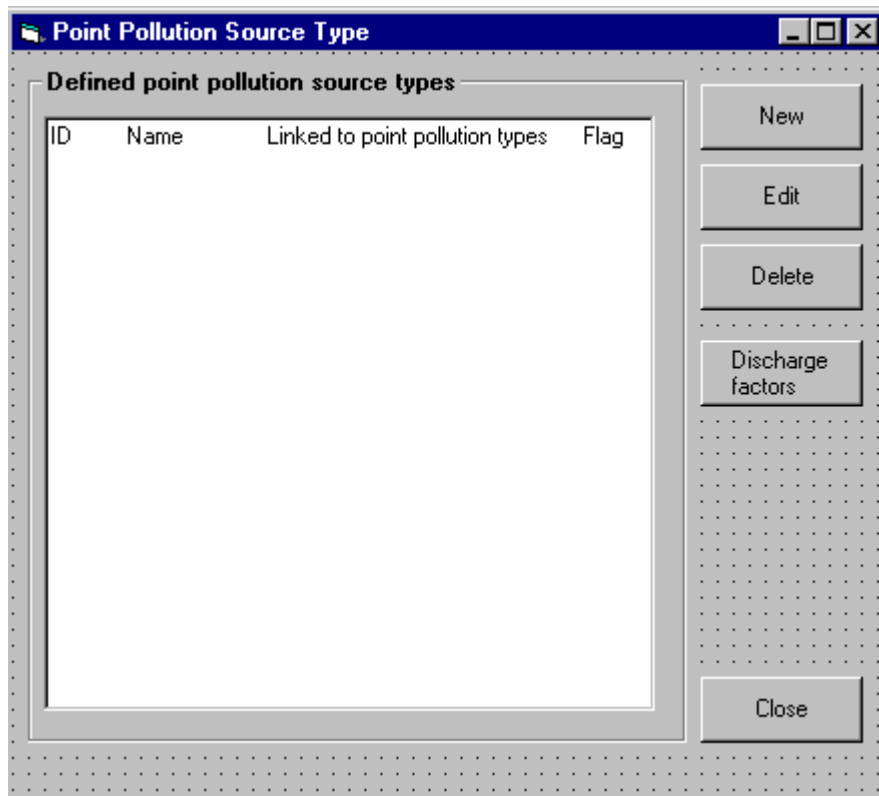 Point Pollution Source Type
Defined point pollution source types
ID Name Linked to point pollution types Flag
New
Edit
Delete
Discharge
factors
Close